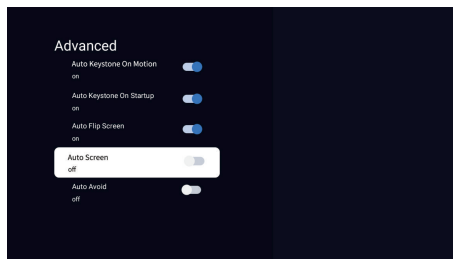 Advanced
Auto Keystone On Motion
on
Auto Keystone On Startup
on
Auto Flip Screen
on
Auto Screen
off
Auto Avoid
off